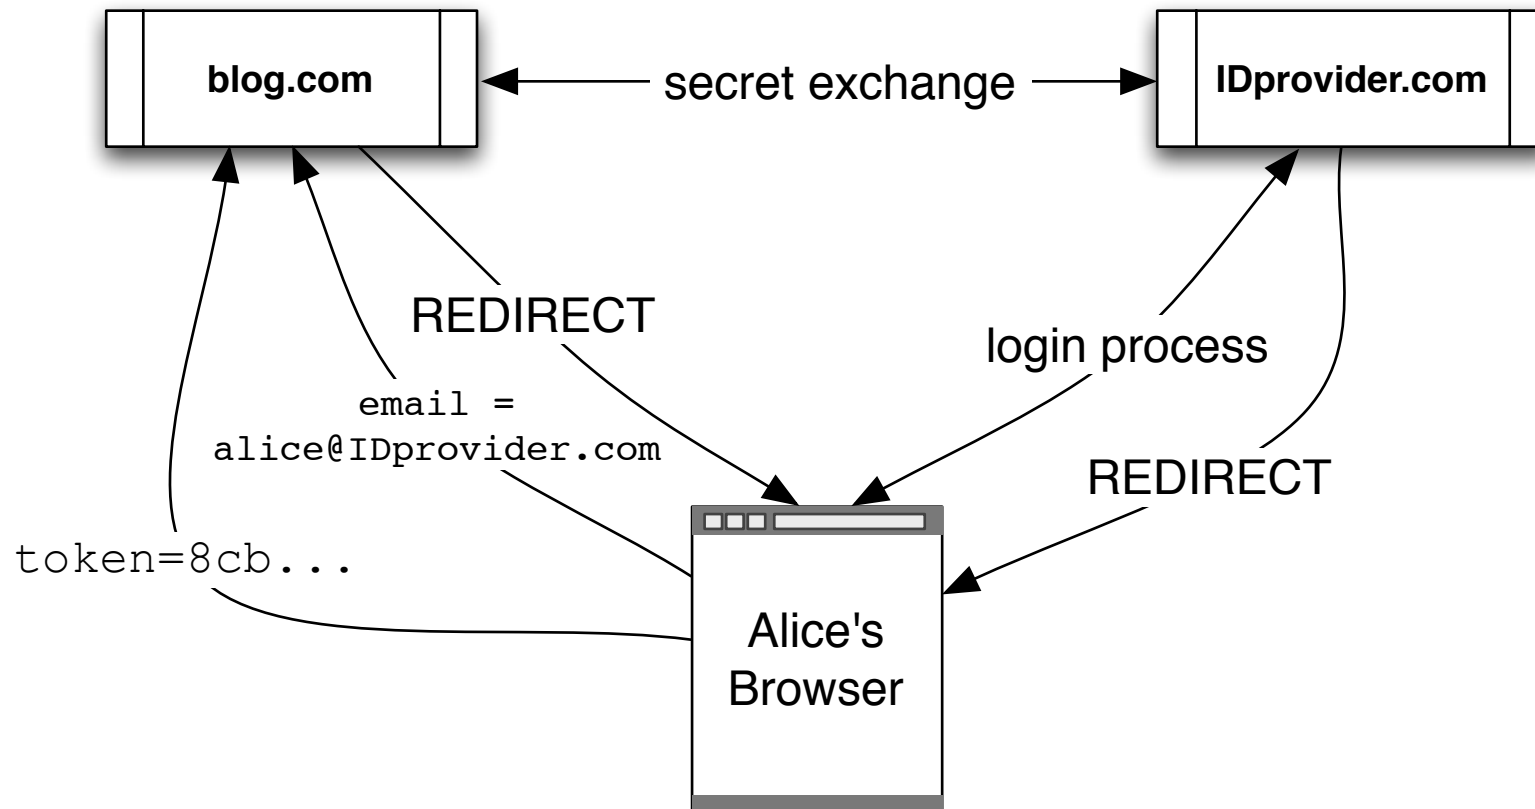 blog.com
secret exchange
IDprovider.com
REDIRECT
login process
email =
alice@IDprovider.com
REDIRECT
token=8cb...
Alice's
Browser